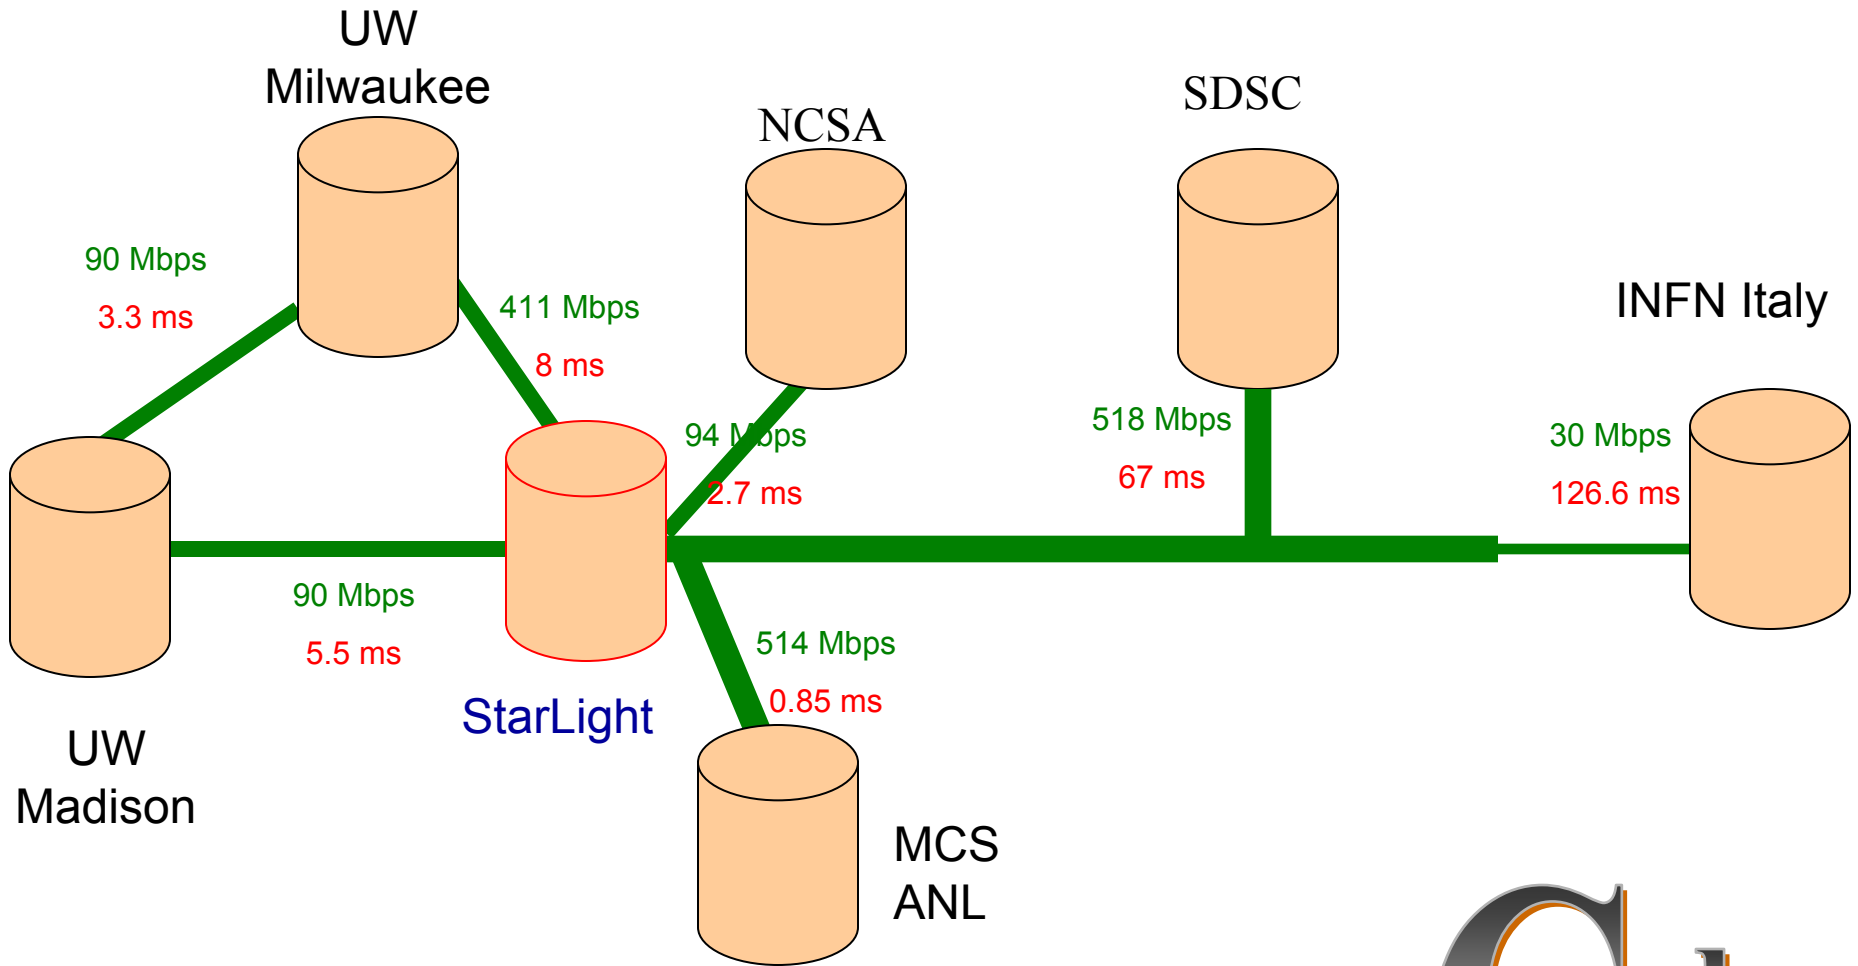 UW
Milwaukee
NCSA
SDSC
90 Mbps
3.3 ms
411 Mbps
8 ms
INFN Italy
94 Mbps
2.7 ms
518 Mbps
67 ms
30 Mbps
126.6 ms
90 Mbps
5.5 ms
514 Mbps
0.85 ms
StarLight
UW
Madison
MCS
ANL